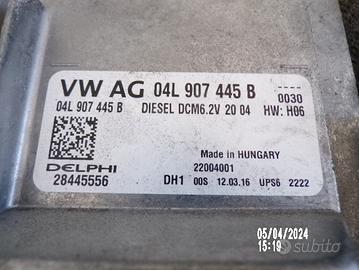 VW AG 04L 907 445 B
0030
04L 907 445 B DIESEL DCM6.2V 20 04 HW: H06
Made in HUNGARY
DELPHI 22004001
28445556 DH1 00S 12.03.16 UPS6 2222
05/04/2024
15:19
subito